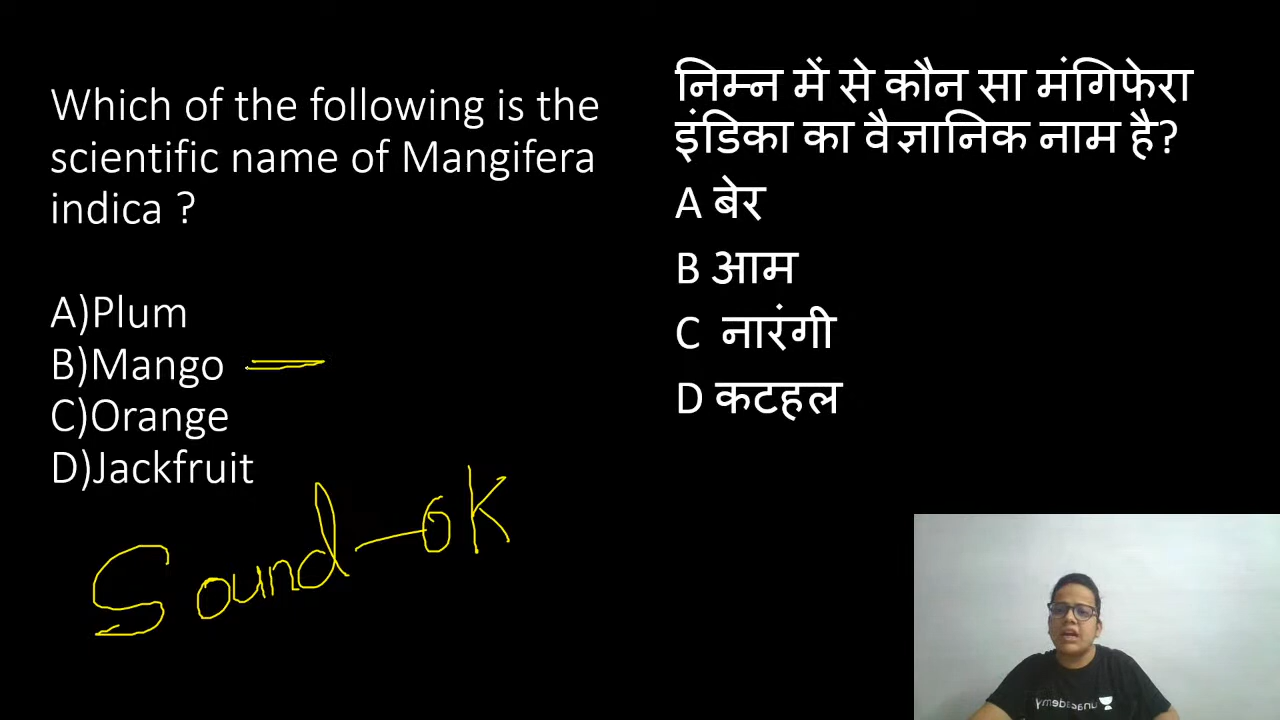 Which of the following is the
scientific name of Mangifera
indica ?
A)Plum
B)Mango
C)Orange
D)Jackfruit
Sound-ok
निम्न में से कौन सा मंगिफेरा
इंडिका का वैज्ञानिक नाम है?
A बेर
B आम
C नारंगी
D कटहल
unacademy